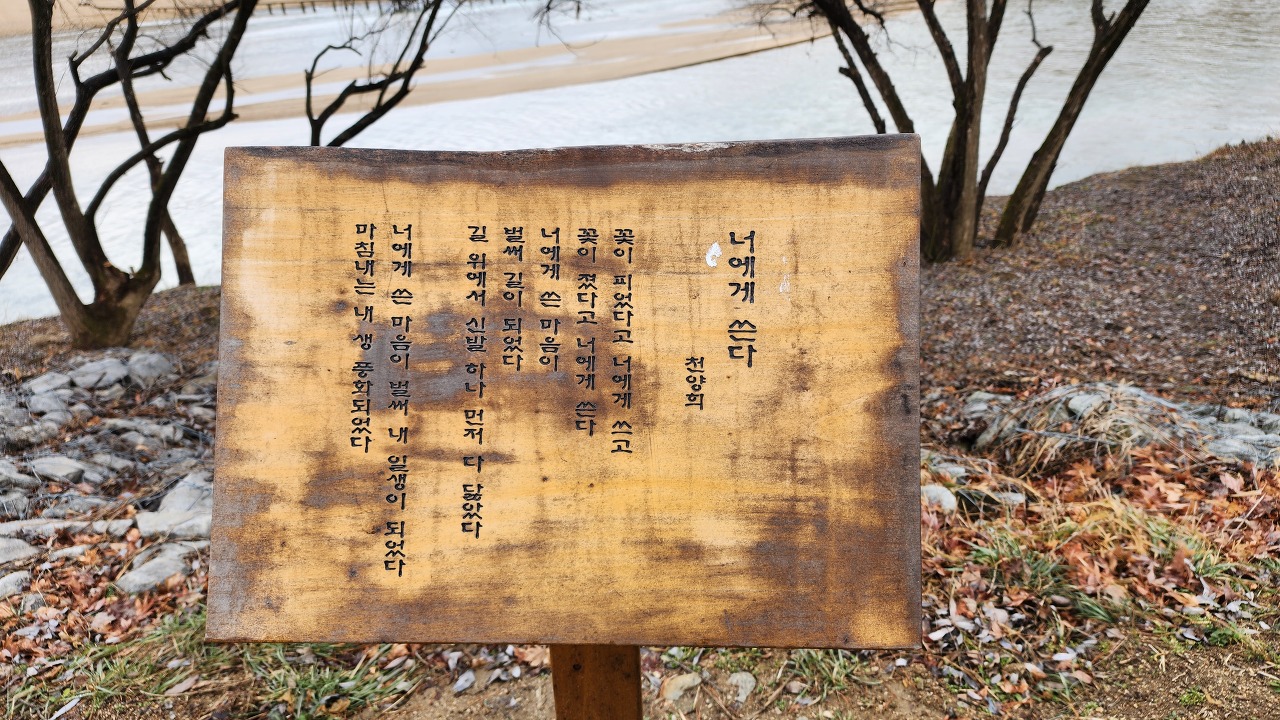 너에게 쓴다
천양희
꽃이 피었다고 너에게 쓰고
꽃이 졌다고 너에게 쓴다
너에게 쓴 마음이
벌써 길이 되었다
길 위에서 신발 하나 먼저 다 닳았다
너에게 쓴 마음이 벌써 내 일생이 되었다
마침내는 내 생 풍화되었다